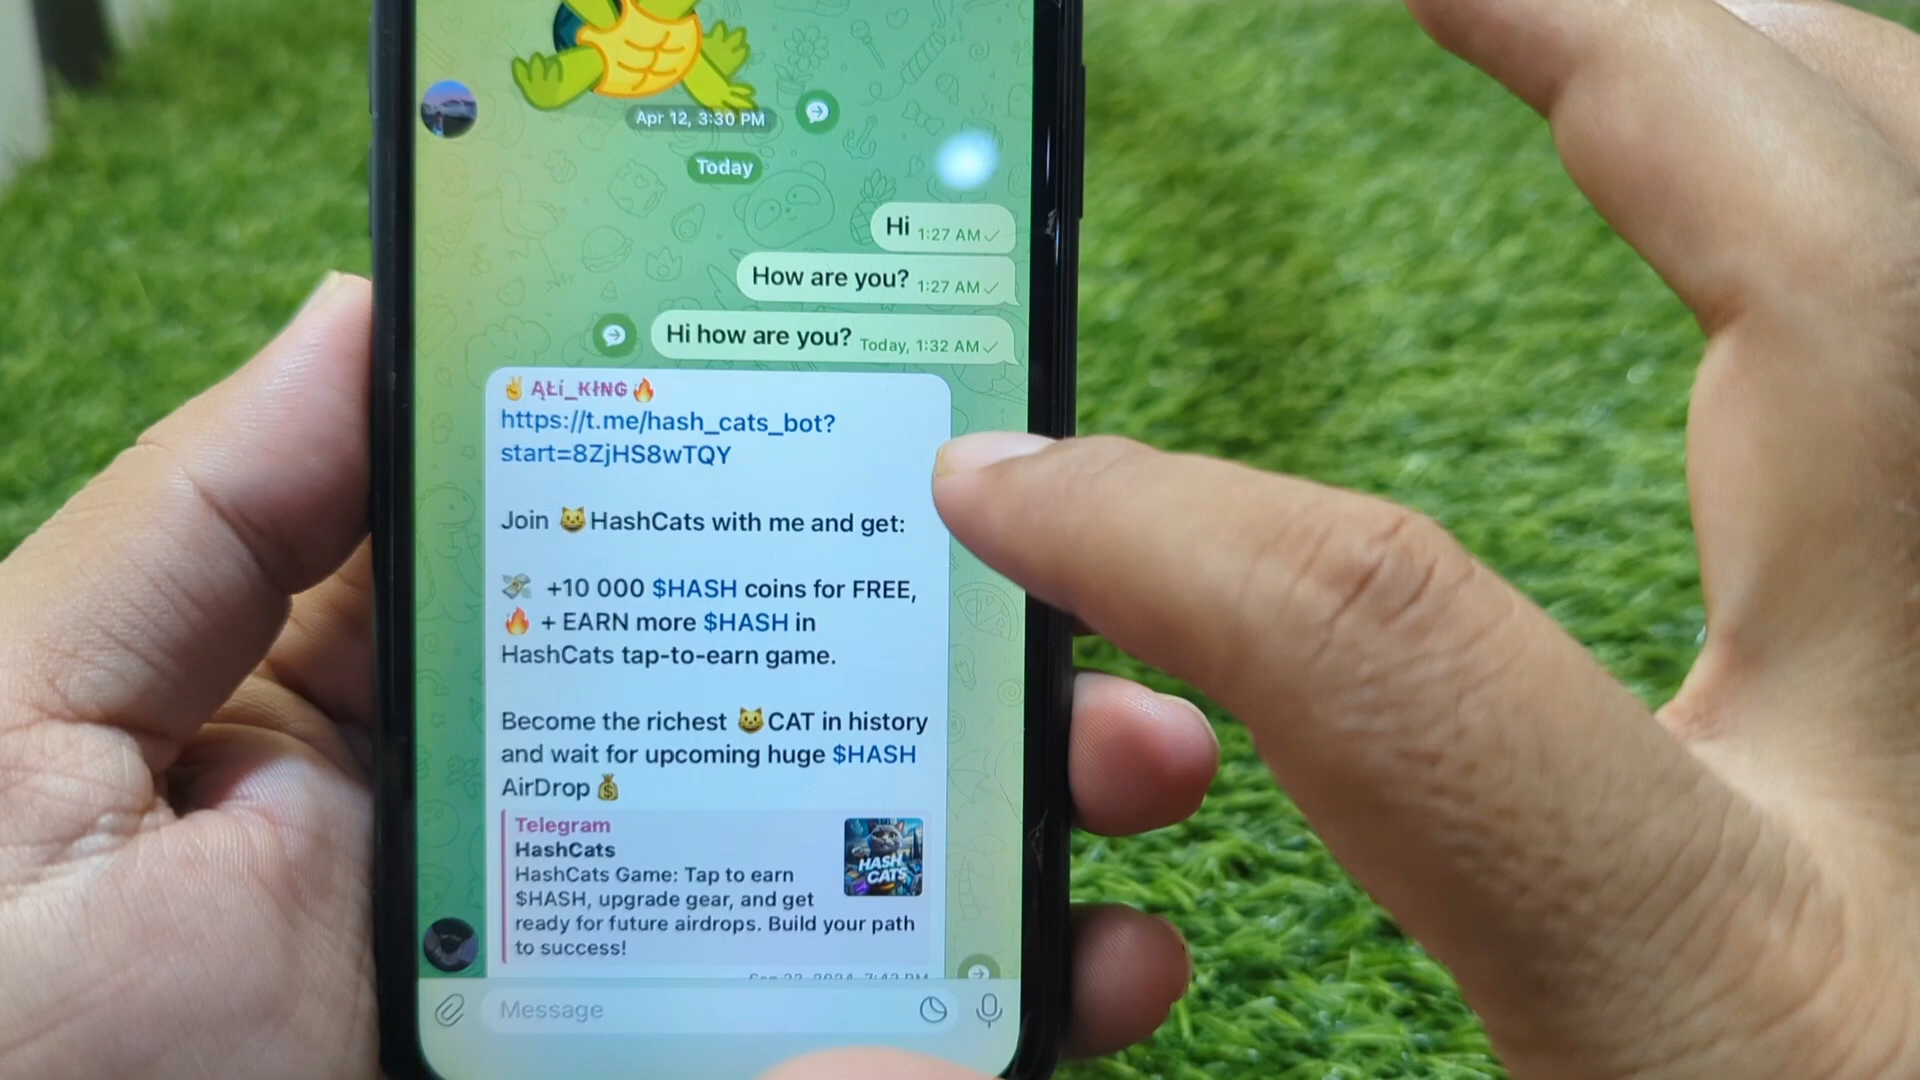 Apr 12, 3:30 PM
Today
Hi 1:27 AM
How are you? 1:27 AM
Hi how are you? Today, 1:32 AM
✌ ĄŁí_KłNG🔥
https://t.me/hash_cats_bot?
start=8ZjHS8wTQY
Join 😺HashCats with me and get:
💸 +10 000 $HASH coins for FREE,
🔥 + EARN more $HASH in
HashCats tap-to-earn game.
Become the richest 😺CAT in history
and wait for upcoming huge $HASH
AirDrop 💰
Telegram
HashCats
HashCats Game: Tap to earn
$HASH, upgrade gear, and get
ready for future airdrops. Build your path
to success!
HASH
CATS
Message